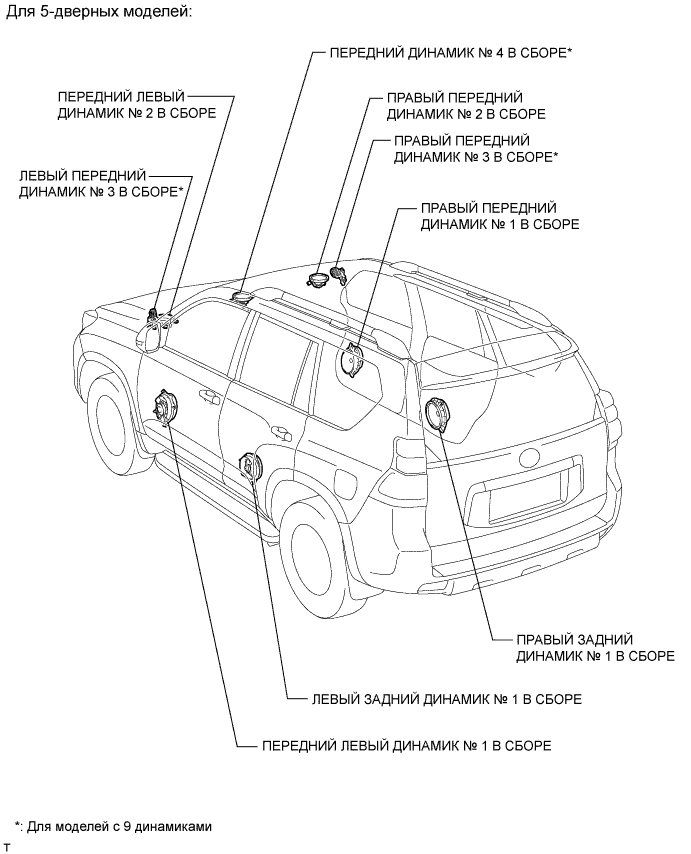 Для 5-дверных моделей:
ПЕРЕДНИЙ ДИНАМИК № 4 В СБОРЕ*
ПЕРЕДНИЙ ЛЕВЫЙ
ДИНАМИК № 2 В СБОРЕ
ПРАВЫЙ ПЕРЕДНИЙ
ДИНАМИК № 2 В СБОРЕ
ПРАВЫЙ ПЕРЕДНИЙ
ДИНАМИК № 3 В СБОРЕ*
ЛЕВЫЙ ПЕРЕДНИЙ
ДИНАМИК № 3 В СБОРЕ*
ПРАВЫЙ ПЕРЕДНИЙ
ДИНАМИК № 1 В СБОРЕ
ПРАВЫЙ ЗАДНИЙ
ДИНАМИК № 1 В СБОРЕ
ЛЕВЫЙ ЗАДНИЙ ДИНАМИК № 1 В СБОРЕ
ПЕРЕДНИЙ ЛЕВЫЙ ДИНАМИК № 1 В СБОРЕ
*: Для моделей с 9 динамиками
T